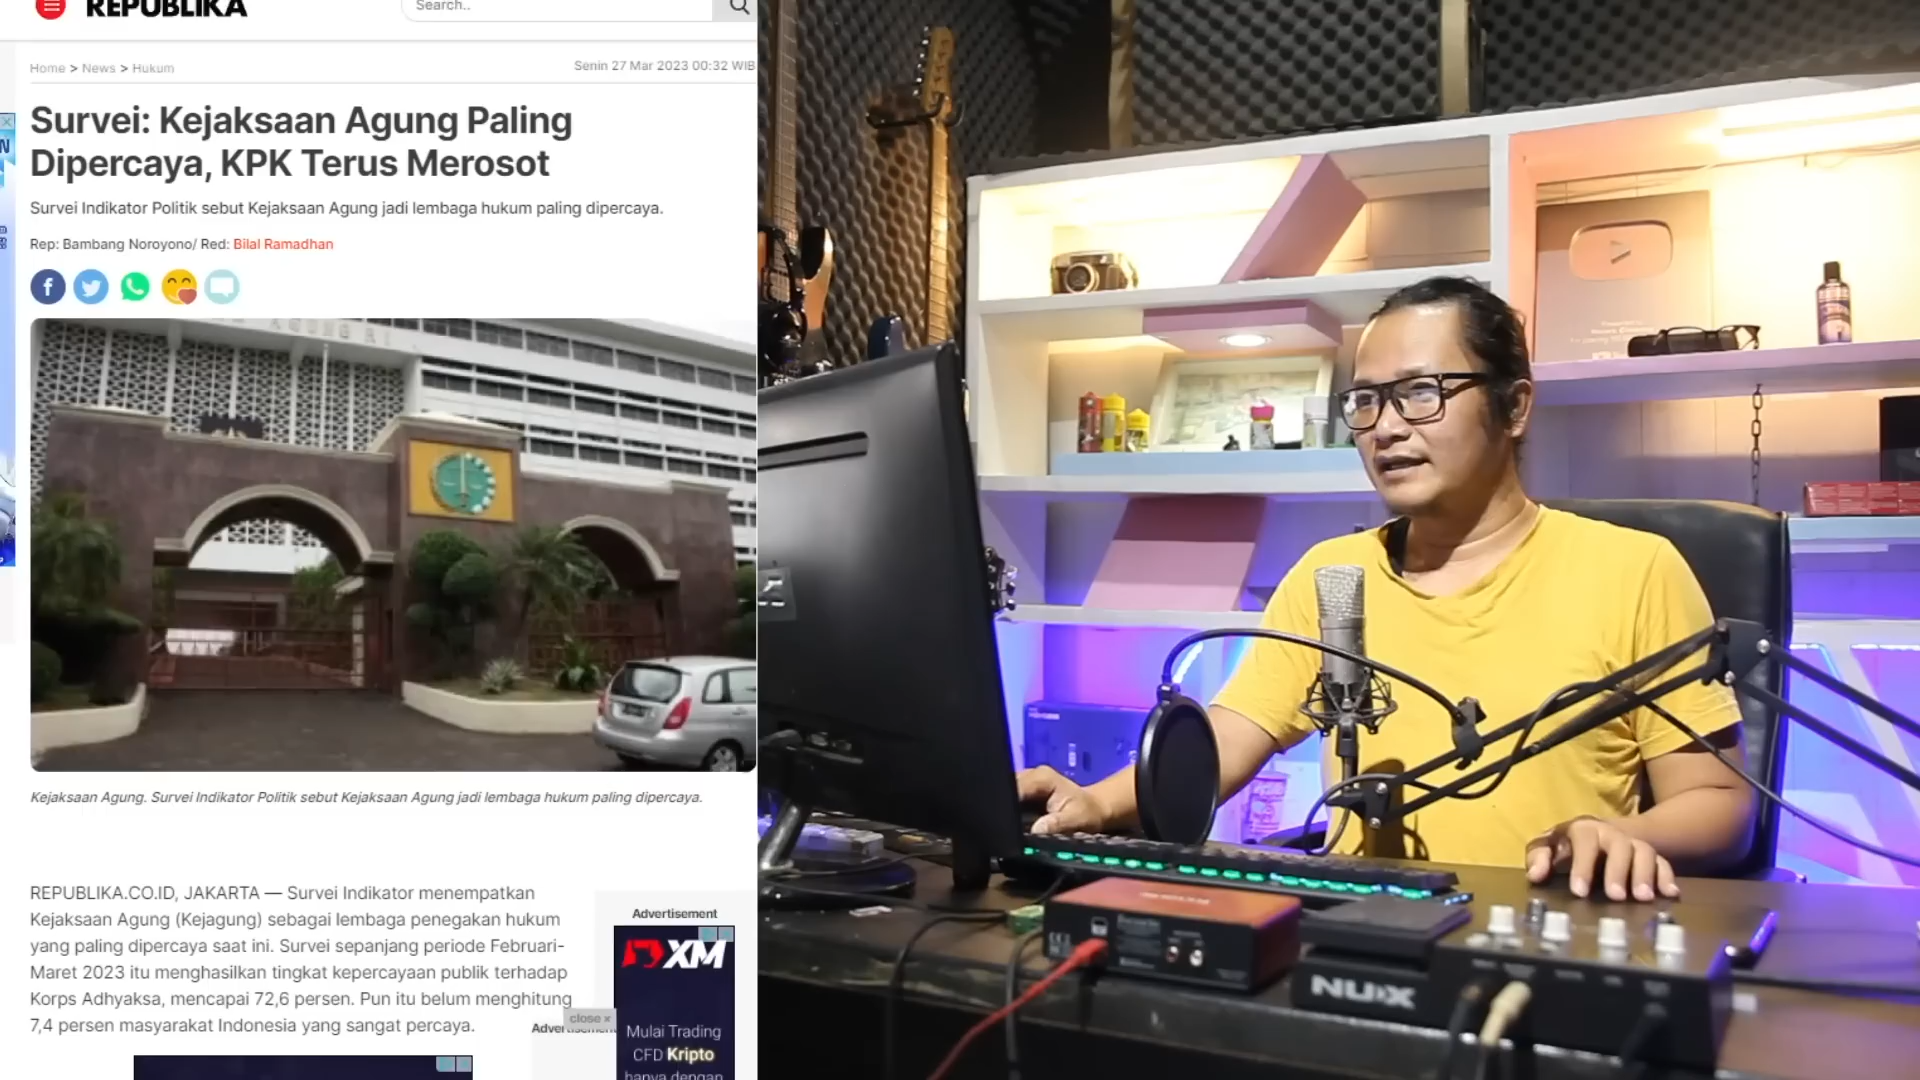 REPUBLIKA
Search..
Home > News > Hukum
Senin 27 Mar 2023 00:32 WIB
Survei: Kejaksaan Agung Paling
Dipercaya, KPK Terus Merosot
Survei Indikator Politik sebut Kejaksaan Agung jadi lembaga hukum paling dipercaya.
Rep: Bambang Noroyono/ Red: Bilal Ramadhan
AGUNG RI
Kejaksaan Agung. Survei Indikator Politik sebut Kejaksaan Agung jadi lembaga hukum paling dipercaya.
REPUBLIKA.CO.ID, JAKARTA — Survei Indikator menempatkan
Kejaksaan Agung (Kejagung) sebagai lembaga penegakan hukum
yang paling dipercaya saat ini. Survei sepanjang periode Februari-
Maret 2023 itu menghasilkan tingkat kepercayaan publik terhadap
Korps Adhyaksa, mencapai 72,6 persen. Pun itu belum menghitung
7,4 persen masyarakat Indonesia yang sangat percaya.
Advertisement
XM
close ×
Mulai Trading
CFD Kripto
hanya dengan
NUX